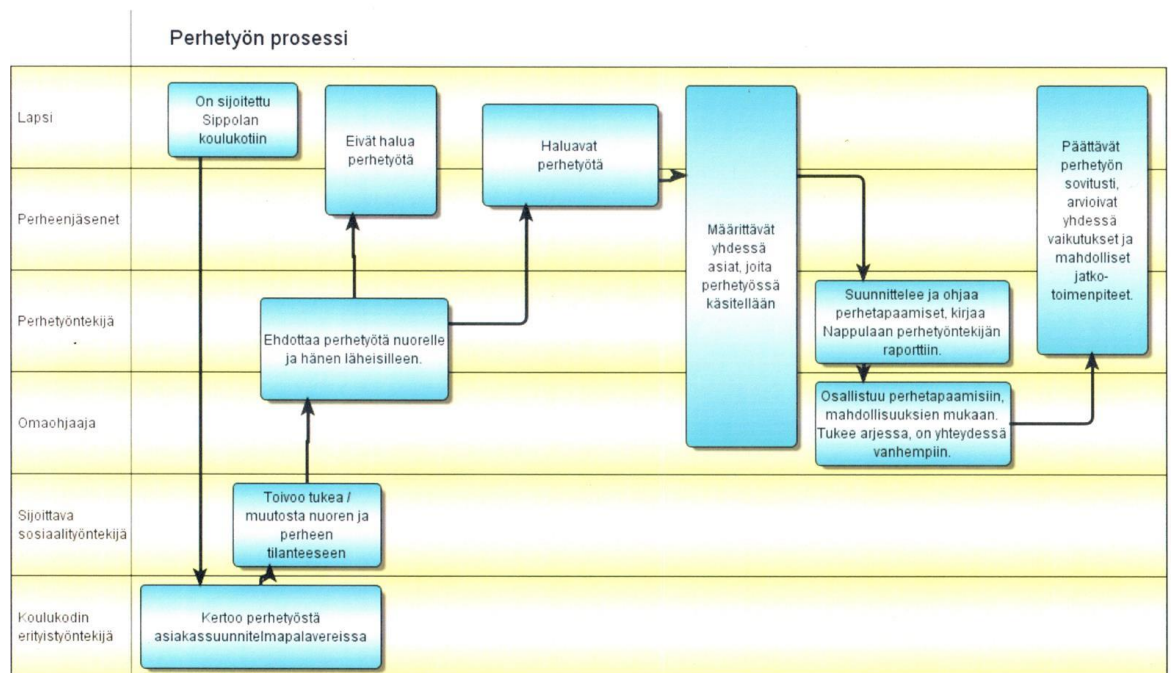 Perhetyön prosessi
Lapsi
On sijoitettu
Sippolan
koulukotiin
Eivät halua
perhetyötä
Haluavat
perhetyötä
Määrittävät
yhdessä
asiat, joita
perhetyössä
käsitellään
Päättävät
perhetyön
sovitusti,
arvioivat
yhdessä
vaikutukset ja
mahdolliset
jatko-
toimenpiteet.
Perheenjäsenet
Perhetyöntekijä
Ehdottaa perhetyötä nuorelle
ja hänen läheisilleen.
Suunnittelee ja ohjaa
perhetapaamiset, kirjaa
Nappulaan perhetyöntekijän
raporttiin.
Omaohjaaja
Osallistuu perhetapaamisiin,
mahdollisuuksien mukaan.
Tukee arjessa, on yhteydessä
vanhempiin.
Sijoittava
sosiaalityöntekijä
Toivoo tukea /
muutosta nuoren ja
perheen
tilanteeseen
Koulukodin
erityistyöntekijä
Kertoo perhetyöstä
asiakassuunnitelmapalavereissa